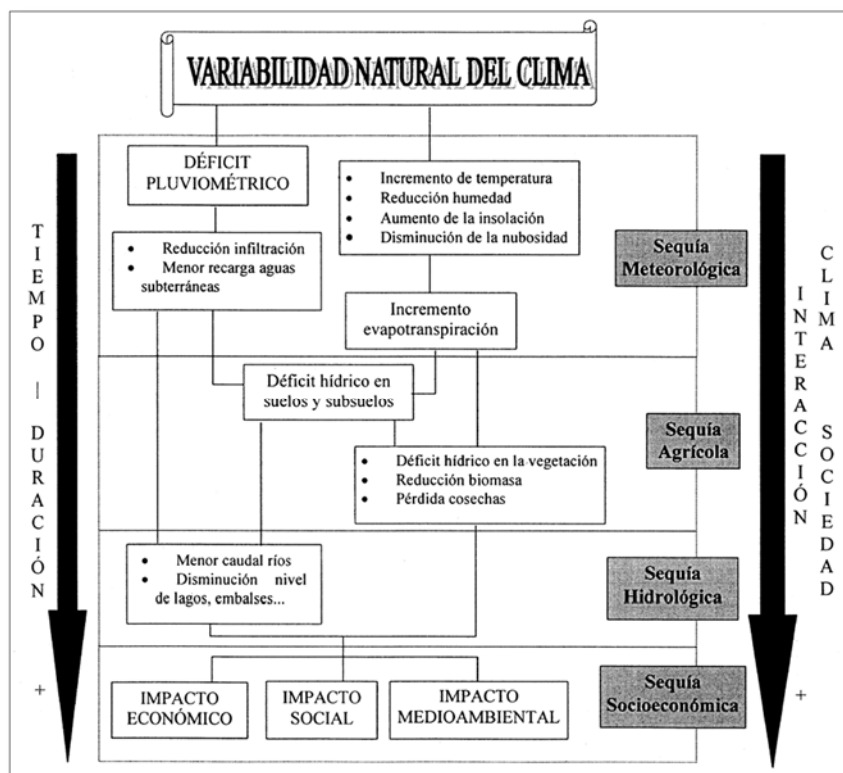 VARIABILIDAD NATURAL DEL CLIMA
DÉFICIT
PLUVIOMÉTRICO
• Incremento de temperatura
• Reducción humedad
• Aumento de la insolación
• Disminución de la nubosidad
• Reducción infiltración
• Menor recarga aguas
subterráneas
Sequía
Meteorológica
Incremento
evapotranspiración
Déficit hídrico en
suelos y subsuelos
Sequía
Agrícola
• Déficit hídrico en la vegetación
• Reducción biomasa
• Pérdida cosechas
• Menor caudal ríos
• Disminución nivel
de lagos, embalses...
Sequía
Hidrológica
IMPACTO
ECONÓMICO
IMPACTO
SOCIAL
IMPACTO
MEDIOAMBIENTAL
Sequía
Socioeconómica
TIEMPO | DURACIÓN
+
INTERACCIÓN
CLIMA SOCIEDAD
+